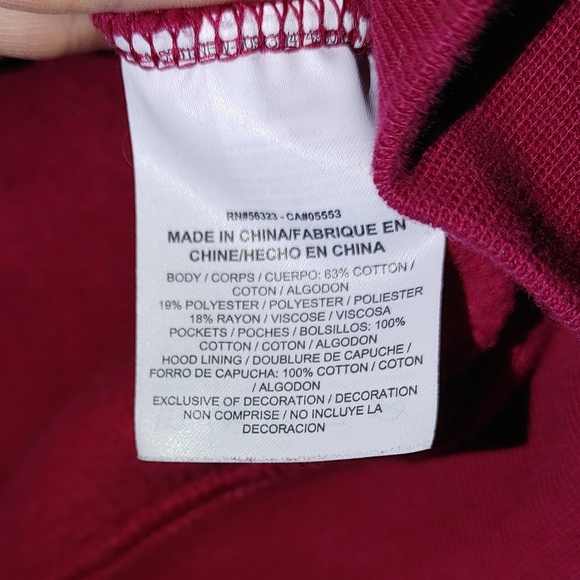 RN#56323 - CA#05553
MADE IN CHINA/FABRIQUE EN
CHINE/HECHO EN CHINA
BODY / CORPS / CUERPO: 63% COTTON /
COTON / ALGODON
19% POLYESTER / POLYESTER / POLIESTER
18% RAYON / VISCOSE / VISCOSA
POCKETS / POCHES / BOLSILLOS: 100%
COTTON / COTON / ALGODON
HOOD LINING / DOUBLURE DE CAPUCHE /
FORRO DE CAPUCHA: 100% COTTON / COTON
/ ALGODON
EXCLUSIVE OF DECORATION / DECORATION
NON COMPRISE / NO INCLUYE LA
DECORACION